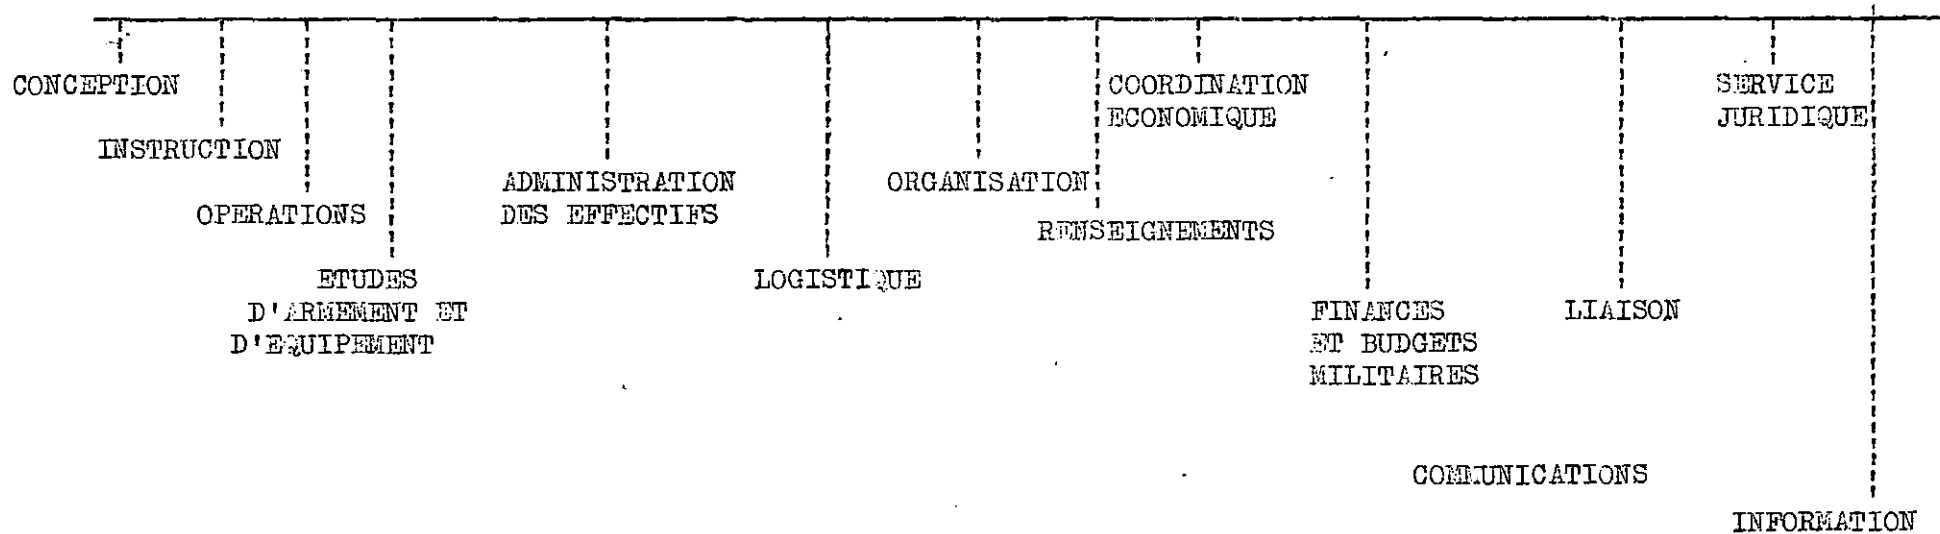 CONCEPTION
INSTRUCTION
OPERATIONS
ETUDES
D'ARMEMENT ET
D'EQUIPEMENT
ADMINISTRATION
DES EFFECTIFS
LOGISTIQUE
ORGANISATION
RENSEIGNEMENTS
COORDINATION
ECONOMIQUE
FINANCES
ET BUDGETS
MILITAIRES
LIAISON
SERVICE
JURIDIQUE
COMMUNICATIONS
INFORMATION